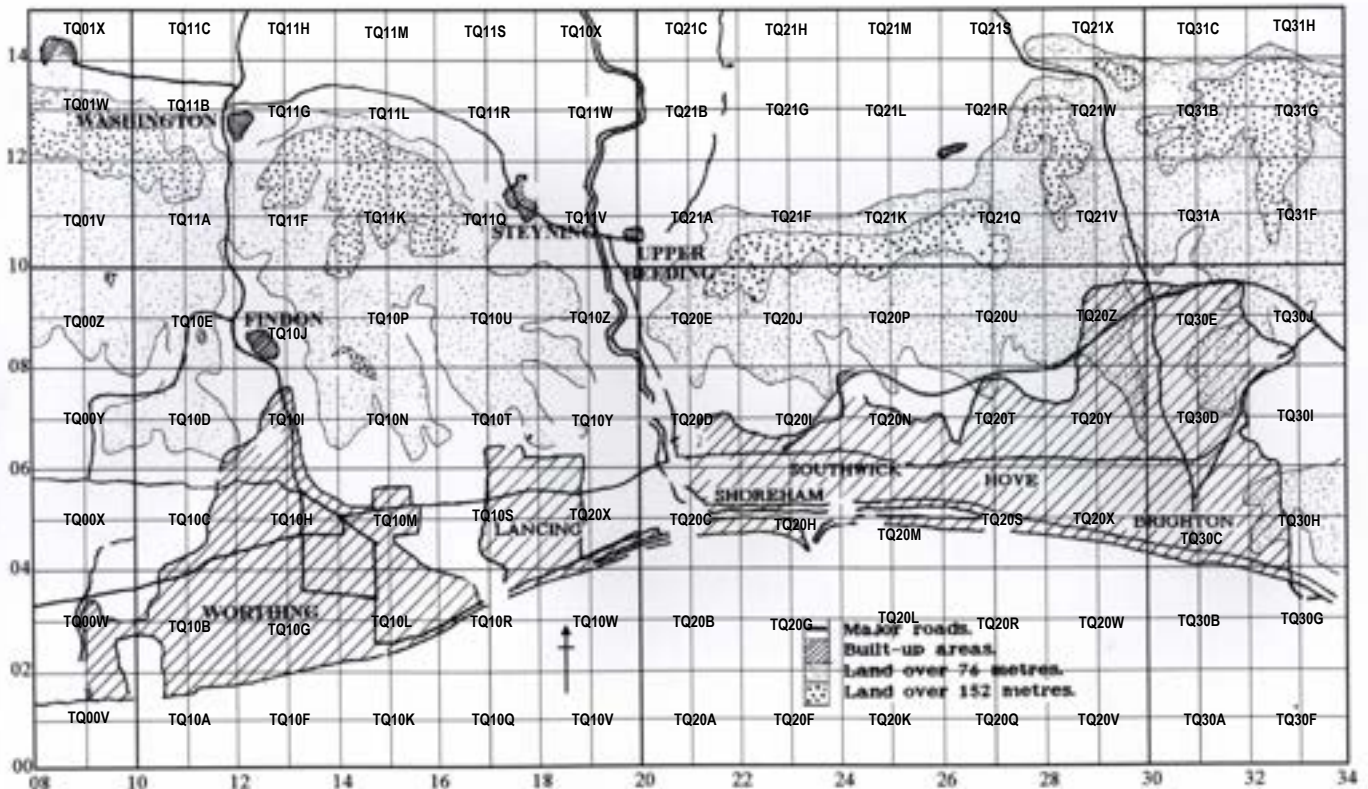 TQ01X TQ11C TQ11H TQ11M TQ11S TQ10X TQ21C TQ21H TQ21M TQ21S TQ21X TQ31C TQ31H
14
TQ01W TQ11B TQ11G TQ11L TQ11R TQ11W TQ21B TQ21G TQ21L TQ21R TQ21W TQ31B TQ31G
WASHINGTON
12
TQ01V TQ11A TQ11F TQ11K TQ11Q TQ11V TQ21A TQ21F TQ21K TQ21Q TQ21V TQ31A TQ31F
STEYNING
UPPER
BEEDING
10
TQ00Z TQ10E FINDON TQ10J TQ10P TQ10U TQ10Z TQ20E TQ20J TQ20P TQ20U TQ20Z TQ30E TQ30J
08
TQ00Y TQ10D TQ10I TQ10N TQ10T TQ10Y TQ20D TQ20I TQ20N TQ20T TQ20Y TQ30D TQ30I
06
SOUTHWICK
HOVE
SHOREHAM
TQ00X TQ10C TQ10H TQ10M TQ10S TQ20X TQ20C TQ20H TQ20M TQ20S TQ20X TQ30C TQ30H
LANCING
BRIGHTON
04
TQ00W TQ10B TQ10G TQ10L TQ10R TQ10W TQ20B TQ20G TQ20L TQ20R TQ20W TQ30B TQ30G
WORTHING
Major roads.
Built-up areas.
Land over 76 metres.
Land over 152 metres.
02
TQ00V TQ10A TQ10F TQ10K TQ10Q TQ10V TQ20A TQ20F TQ20K TQ20Q TQ20V TQ30A TQ30F
00
08 10 12 14 16 18 20 22 24 26 28 30 32 34